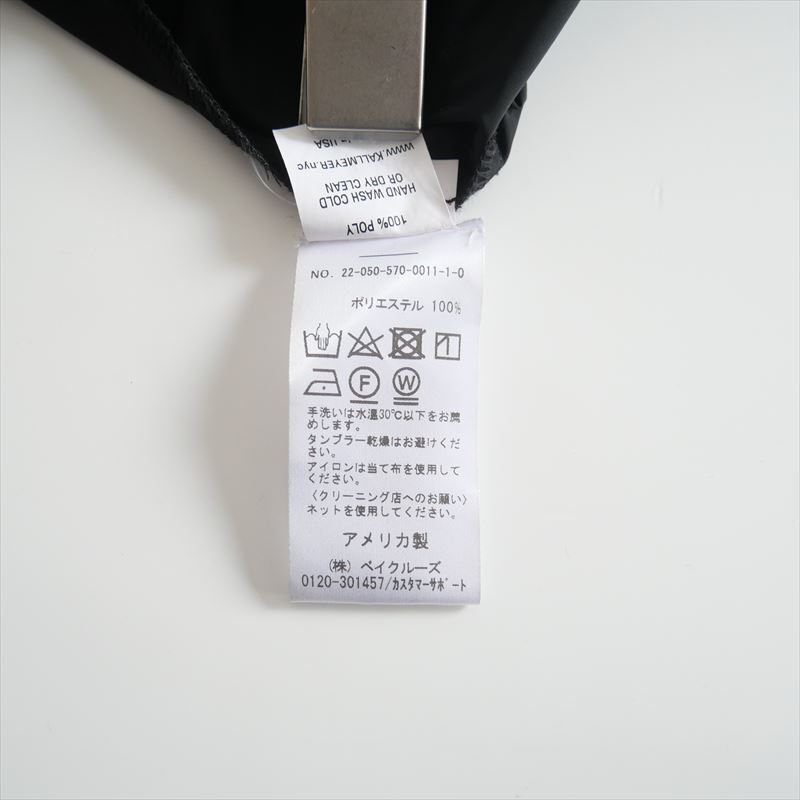 100% POLY
HAND WASH COLD
OR DRY CLEAN
WWW.KALLMEYER.nyc
USA
NO. 22-050-570-0011-1-0
ポリエステル 100%
F W
手洗いは水温30℃以下をお薦
めします。
タンブラー乾燥はお避けくだ
さい。
アイロンは当て布を使用して
ください。
〈クリーニング店へのお願い〉
ネットを使用してください。
アメリカ製
(株) ベイクルーズ
0120-301457/カスタマーサポート